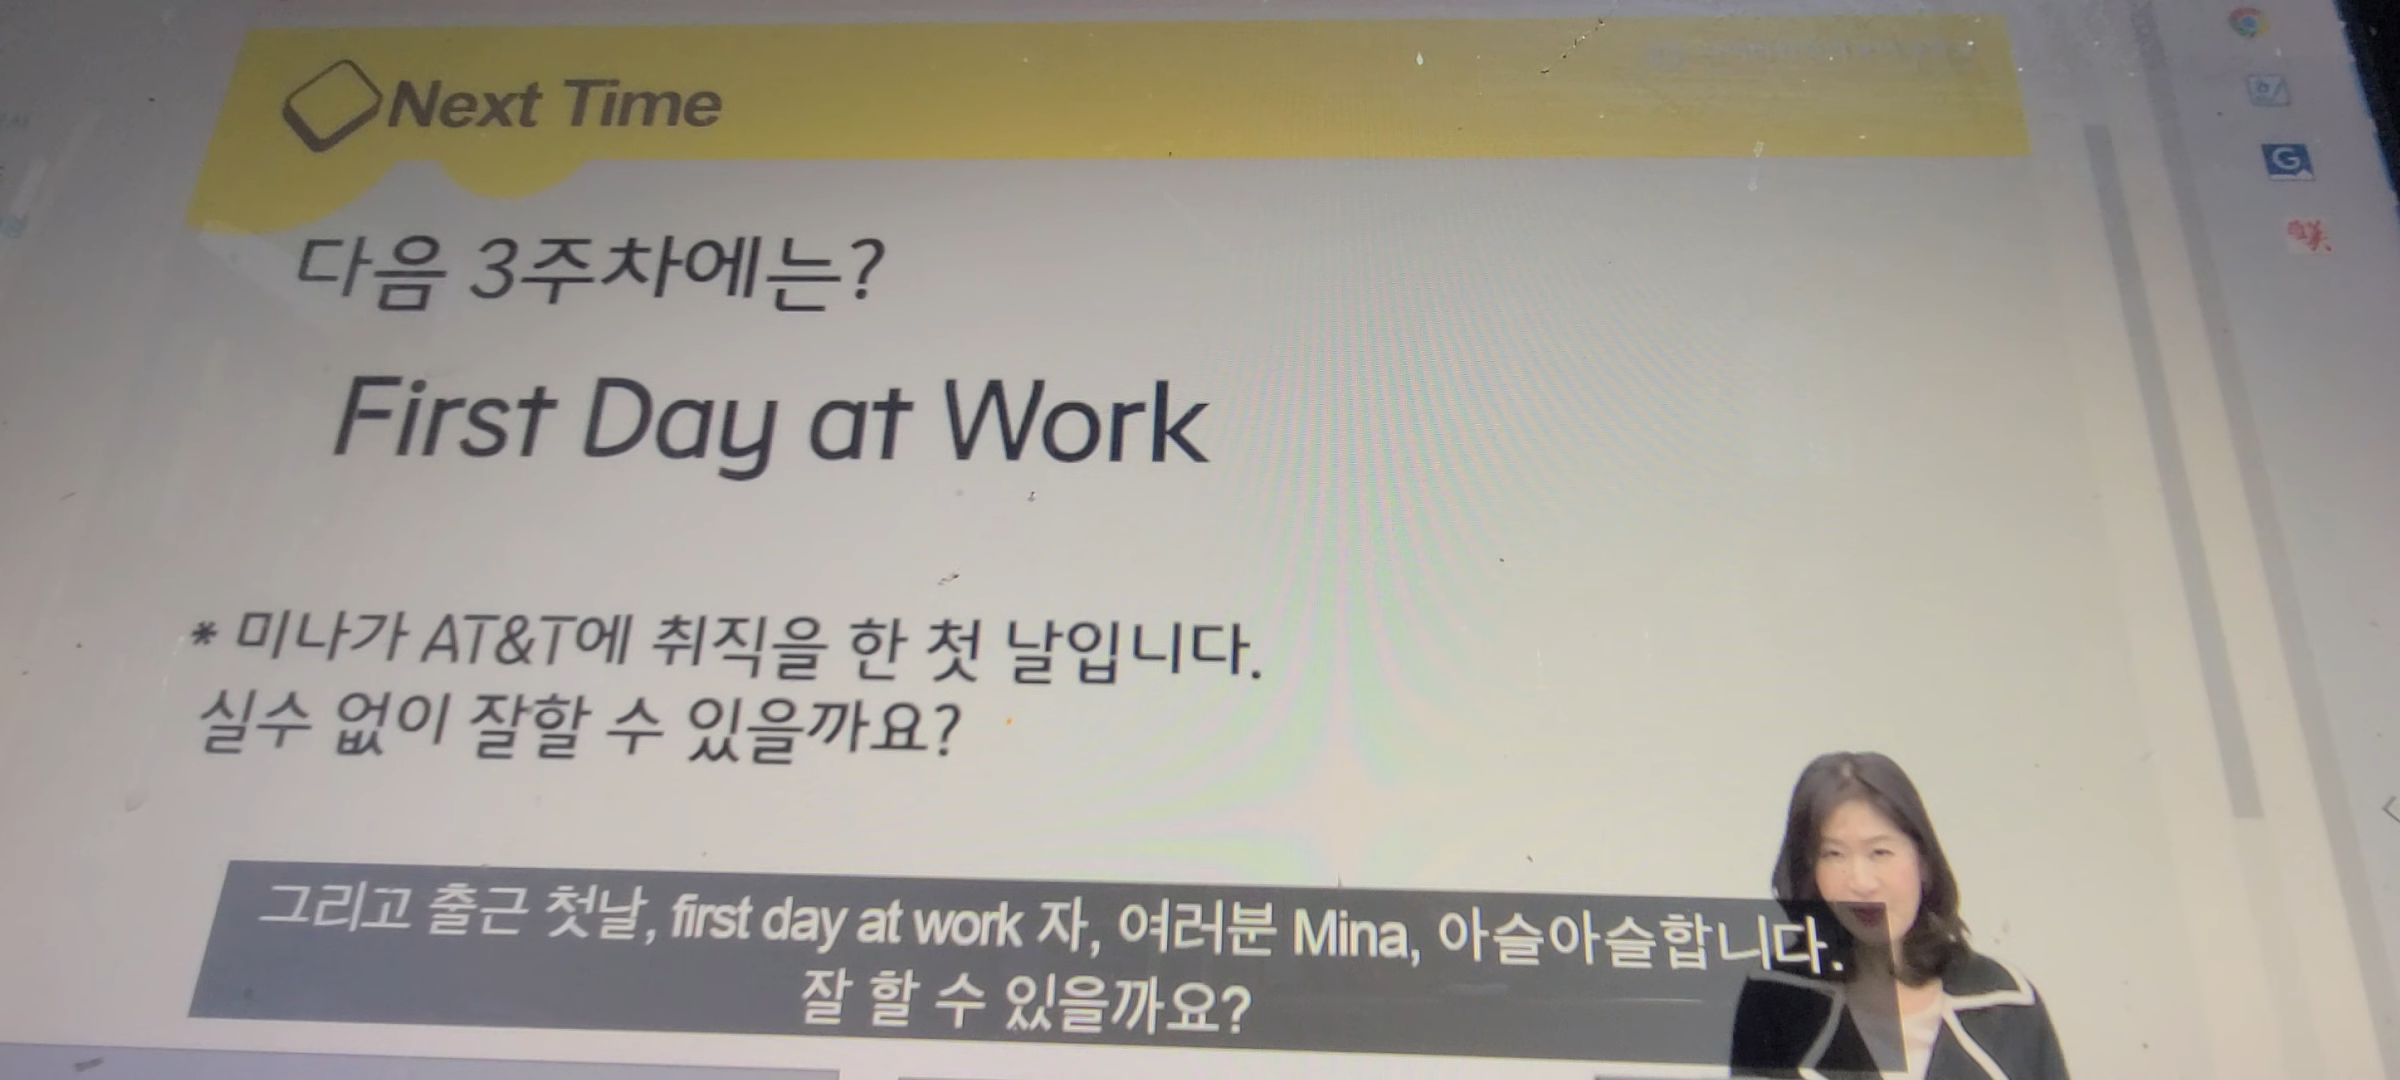 Next Time
다음 3주차에는?
First Day at Work
* 미나가 AT&T에 취직을 한 첫 날입니다.
실수 없이 잘할 수 있을까요?
그리고 출근 첫날, first day at work 자, 여러분 Mina, 아슬아슬합니다.
잘 할 수 있을까요?